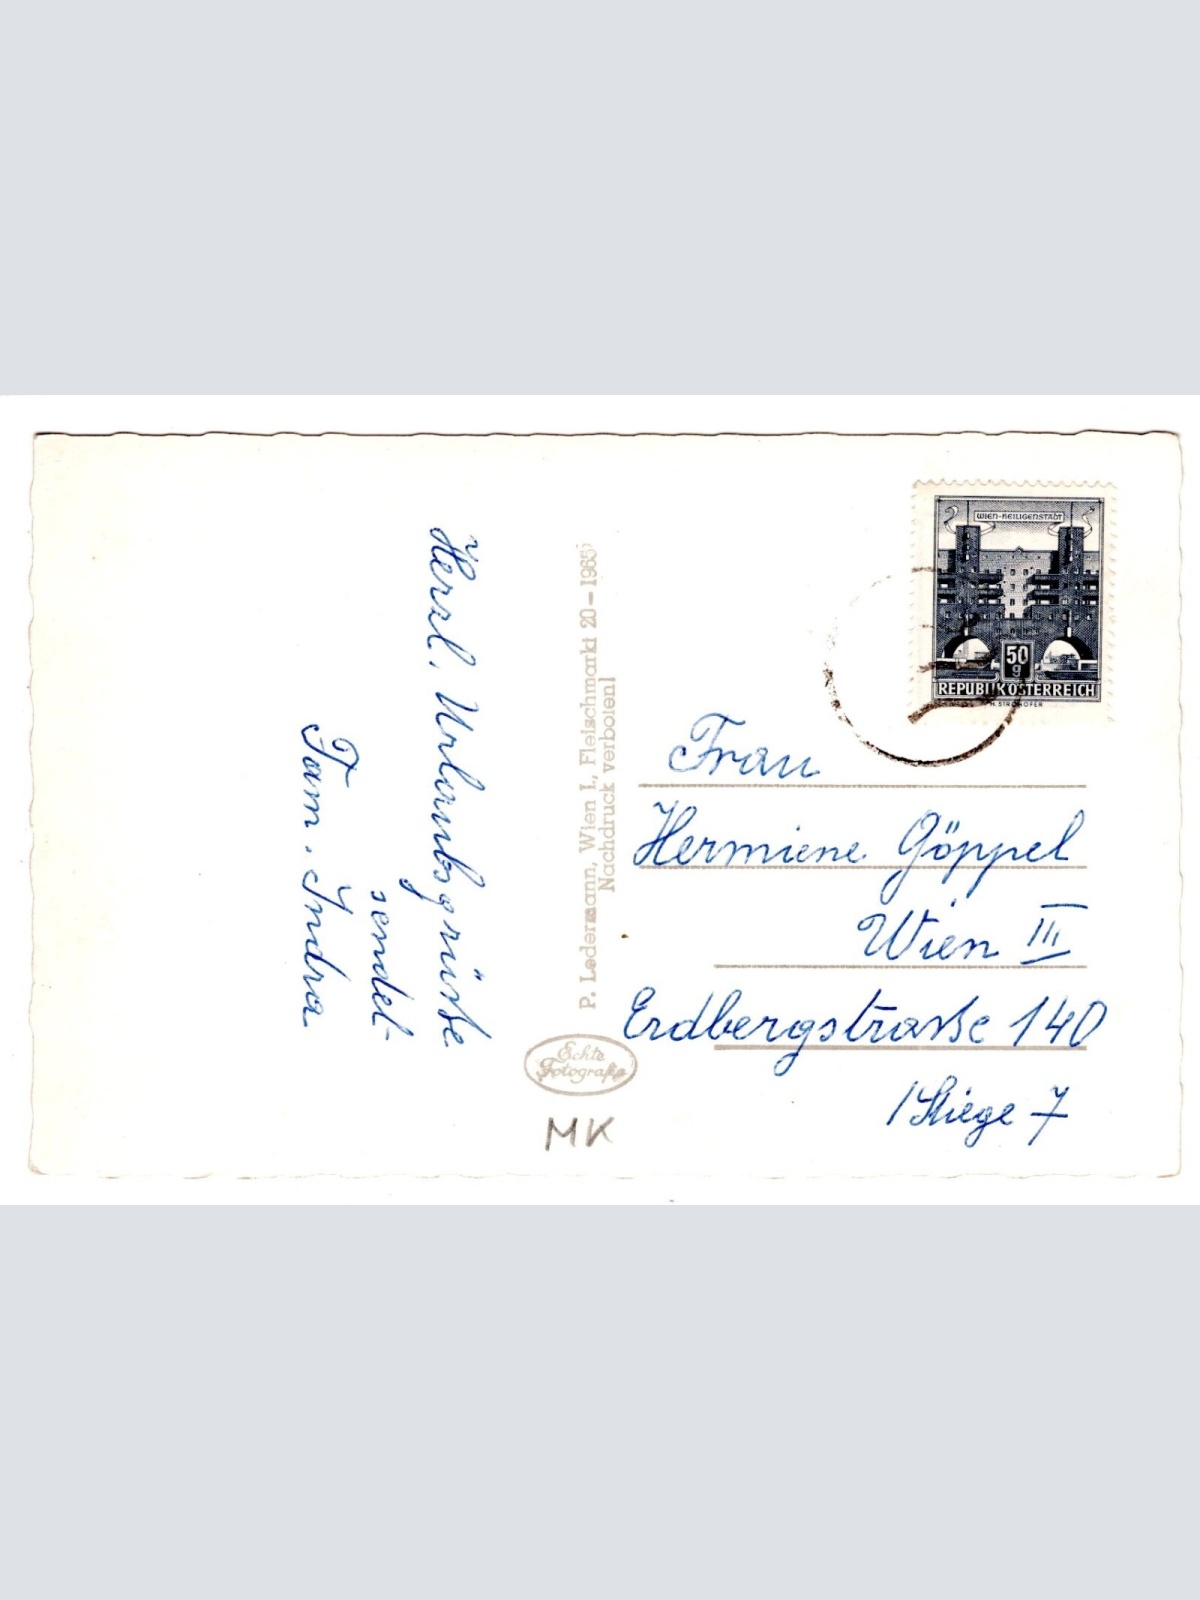 Herzl. Urlaubsgrüße
sendet
Fam. Indra
P. Ledermann, Wien I., Fleischmarkt 20 – 1965
Nachdruck verboten!
Echte
Fotografie
MK
WIEN-HEILIGENSTADT
50
g
REPUBLIK ÖSTERREICH
H. STROHOFER
Frau
Hermiene Göppel
Wien III
Erdbergstraße 140
/Stiege 7